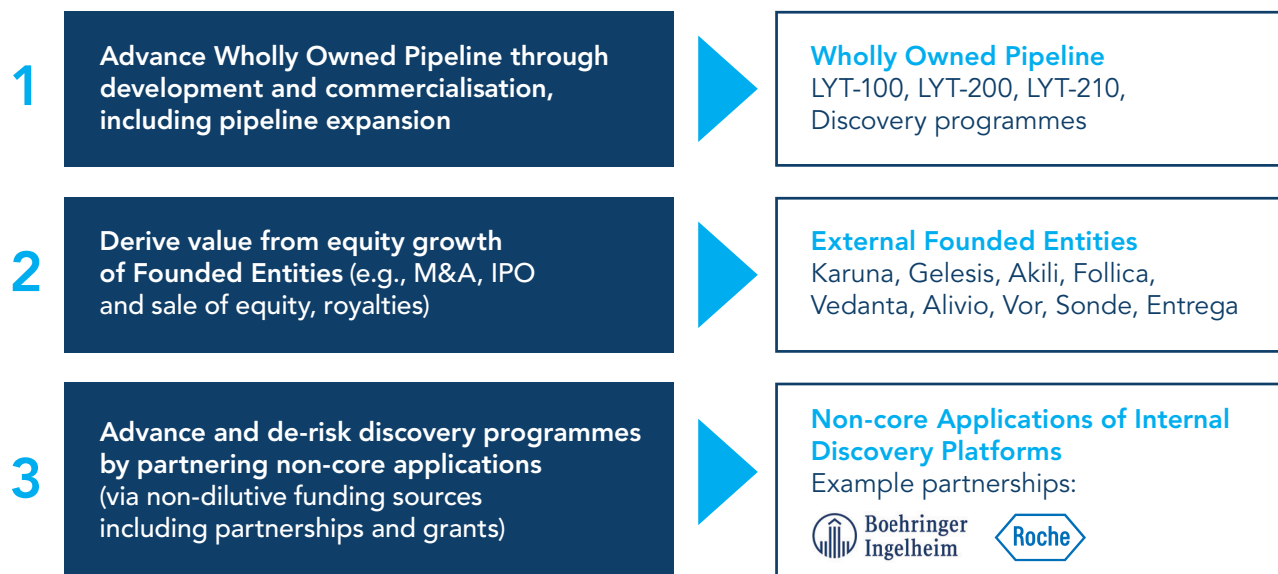 1
Advance Wholly Owned Pipeline through
development and commercialisation,
including pipeline expansion
Wholly Owned Pipeline
LYT-100, LYT-200, LYT-210,
Discovery programmes
2
Derive value from equity growth
of Founded Entities (e.g., M&A, IPO
and sale of equity, royalties)
External Founded Entities
Karuna, Gelesis, Akili, Follica,
Vedanta, Alivio, Vor, Sonde, Entrega
3
Advance and de-risk discovery programmes
by partnering non-core applications
(via non-dilutive funding sources
including partnerships and grants)
Non-core Applications of Internal
Discovery Platforms
Example partnerships:
Boehringer
Ingelheim
Roche